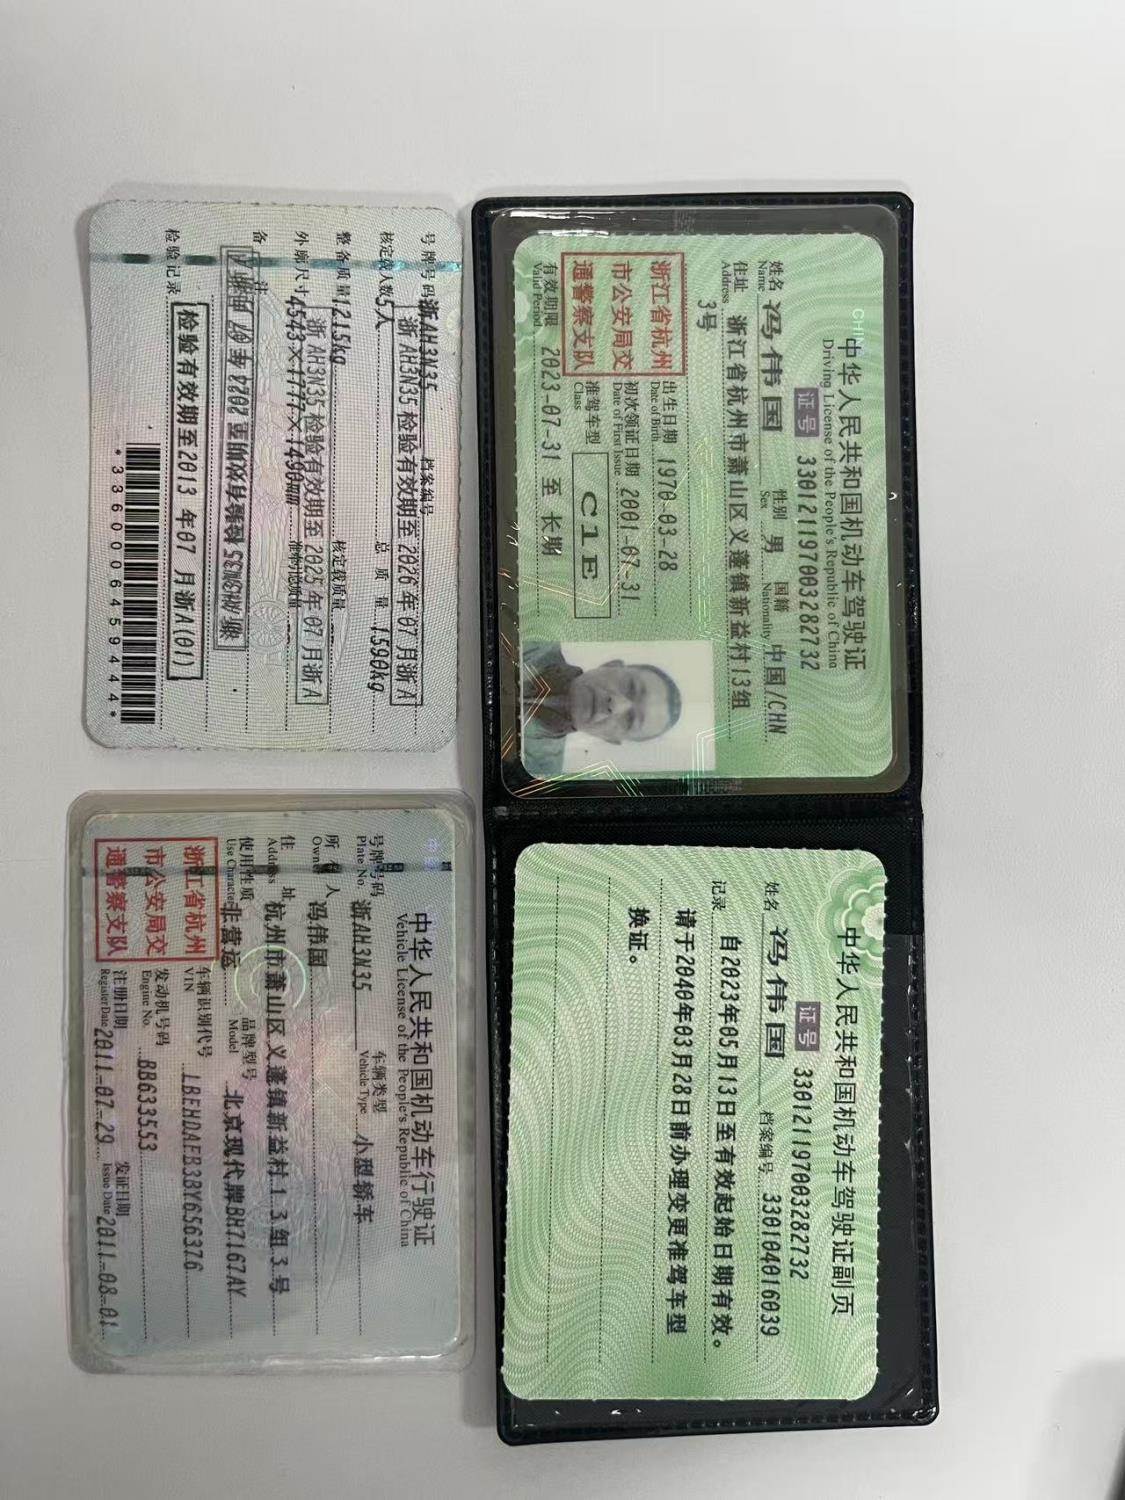 中华人民共和国机动车驾驶证
Driving License of the People's Republic of China
证号 330121197003282732
姓名 冯伟国 性别 男 国籍 中国/CHN
Name Sex Nationality
住址 浙江省杭州市萧山区义蓬镇新益村13组
Address
3号
浙江省杭州
市公安局交
通警察支队
出生日期 1970-03-28
Date of Birth
初次领证日期 2001-07-31
Date of First Issue
准驾车型 C1E
Class
有效期限 2023-07-31 至 长期
Valid Period
中华人民共和国机动车驾驶证副页
证号 330121197003282732
姓名 冯伟国 档案编号 330104016039
记录 自2023年05月13日至有效起始日期有效。
请于2040年03月28日前办理变更准驾车型
换证。
号牌号码 浙AH3N35 档案编号
浙AH3N35 检验有效期至2026年07月浙A
核定载人数 5人 总质量 1590kg
整备质量 1215kg 核定载质量
浙AH3N35 检验有效期至2025年07月浙A
外廓尺寸 4543×1777×1490mm 准牵引总质量
备注
检验记录 检验有效期至2013年07月浙A(01)
*3360006459444*
中华人民共和国机动车行驶证
Vehicle License of the People's Republic of China
号牌号码 浙AH3N35 车辆类型 小型轿车
Plate No. Vehicle Type
所有人 冯伟国
Owner
住址 杭州市萧山区义蓬镇新益村13组3号
Address
使用性质 非营运 品牌型号 北京现代牌BH7167AY
Use Character Model
浙江省杭州
市公安局交
通警察支队
车辆识别代号 LBEHDAEB3BY656376
VIN
发动机号码 BB633553
Engine No.
注册日期 2011-07-29 发证日期 2011-08-01
Register Date Issue Date